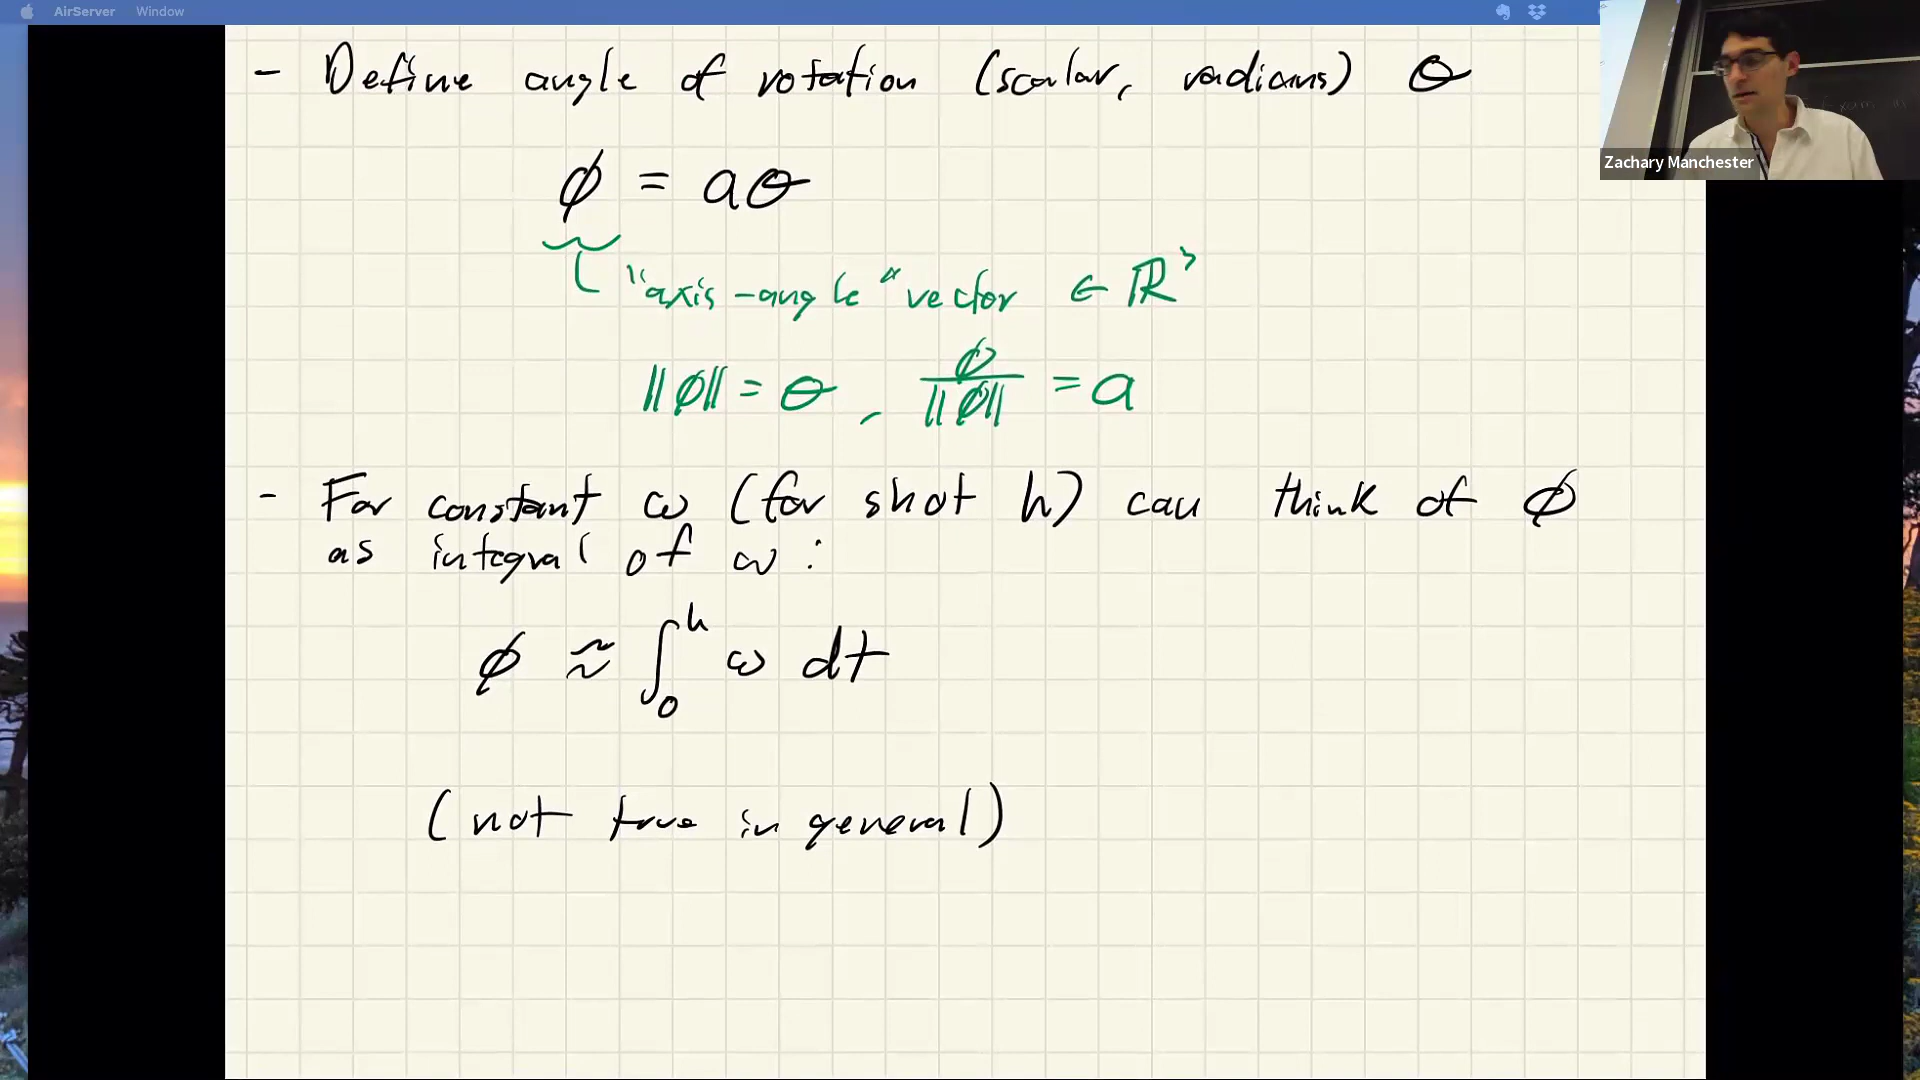 AirServer Window
- Define angle of rotation (scalar, radians) θ
ϕ = aθ
"axis-angle" vector ∈ ℝ³
||ϕ|| = θ , ϕ/||ϕ|| = a
Zachary Manchester
- For constant ω (for short h) can think of ϕ
as integral of ω :
ϕ ≈ ∫₀ʰ ω dt
(not true in general)